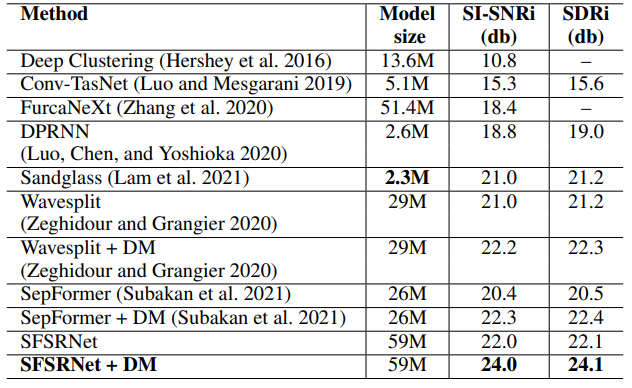 Method Model size SI-SNRi (db) SDRi (db)
Deep Clustering (Hershey et al. 2016) 13.6M 10.8 –
Conv-TasNet (Luo and Mesgarani 2019) 5.1M 15.3 15.6
FurcaNeXt (Zhang et al. 2020) 51.4M 18.4 –
DPRNN 2.6M 18.8 19.0
(Luo, Chen, and Yoshioka 2020)
Sandglass (Lam et al. 2021) 2.3M 21.0 21.2
Wavesplit 29M 21.0 21.2
(Zeghidour and Grangier 2020)
Wavesplit + DM 29M 22.2 22.3
(Zeghidour and Grangier 2020)
SepFormer (Subakan et al. 2021) 26M 20.4 20.5
SepFormer + DM (Subakan et al. 2021) 26M 22.3 22.4
SFSRNet 59M 22.0 22.1
SFSRNet + DM 59M 24.0 24.1